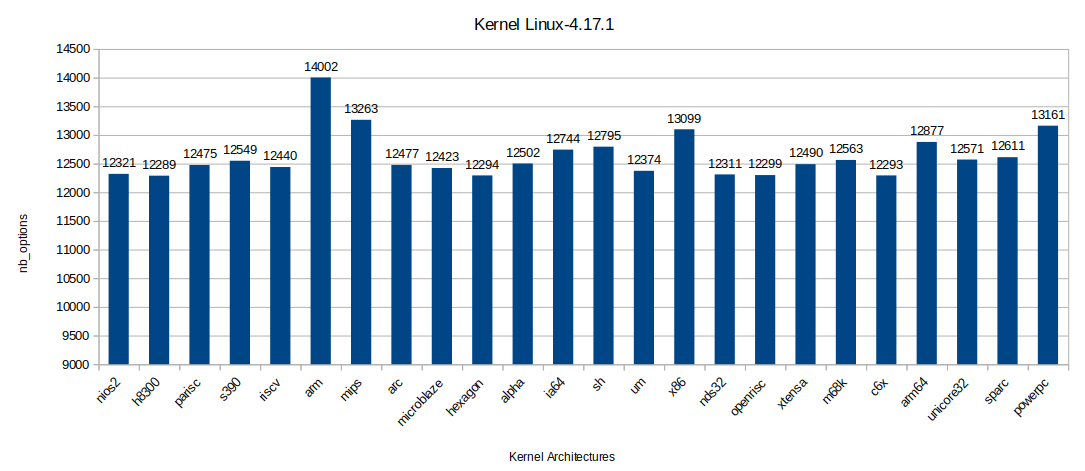 Kernel Linux-4.17.1
nb_options
14500
14000
13500
13000
12500
12000
11500
11000
10500
10000
9500
9000
12321
12289
12475
12549
12440
14002
13263
12477
12423
12294
12502
12744
12795
12374
13099
12311
12299
12490
12563
12293
12877
12571
12611
13161
nios2
h8300
parisc
s390
riscv
arm
mips
arc
microblaze
hexagon
alpha
ia64
sh
um
x86
nds32
openrisc
xtensa
m68k
c6x
arm64
unicore32
sparc
powerpc
Kernel Architectures